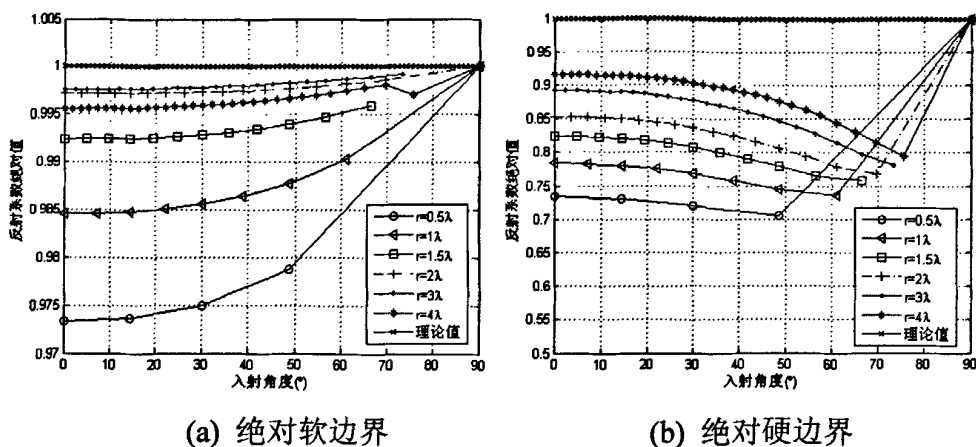 1.005
1
0.995
0.99
0.985
0.98
0.975
0.97
反射系数绝对值
r=0.5λ
r=1λ
r=1.5λ
r=2λ
r=3λ
r=4λ
理论值
0 10 20 30 40 50 60 70 80 90
入射角度(°)
(a) 绝对软边界
1
0.95
0.9
0.85
0.8
0.75
0.7
0.65
0.6
0.55
0.5
反射系数绝对值
r=0.5λ
r=1λ
r=1.5λ
r=2λ
r=3λ
r=4λ
理论值
0 10 20 30 40 50 60 70 80 90
入射角度(°)
(b) 绝对硬边界